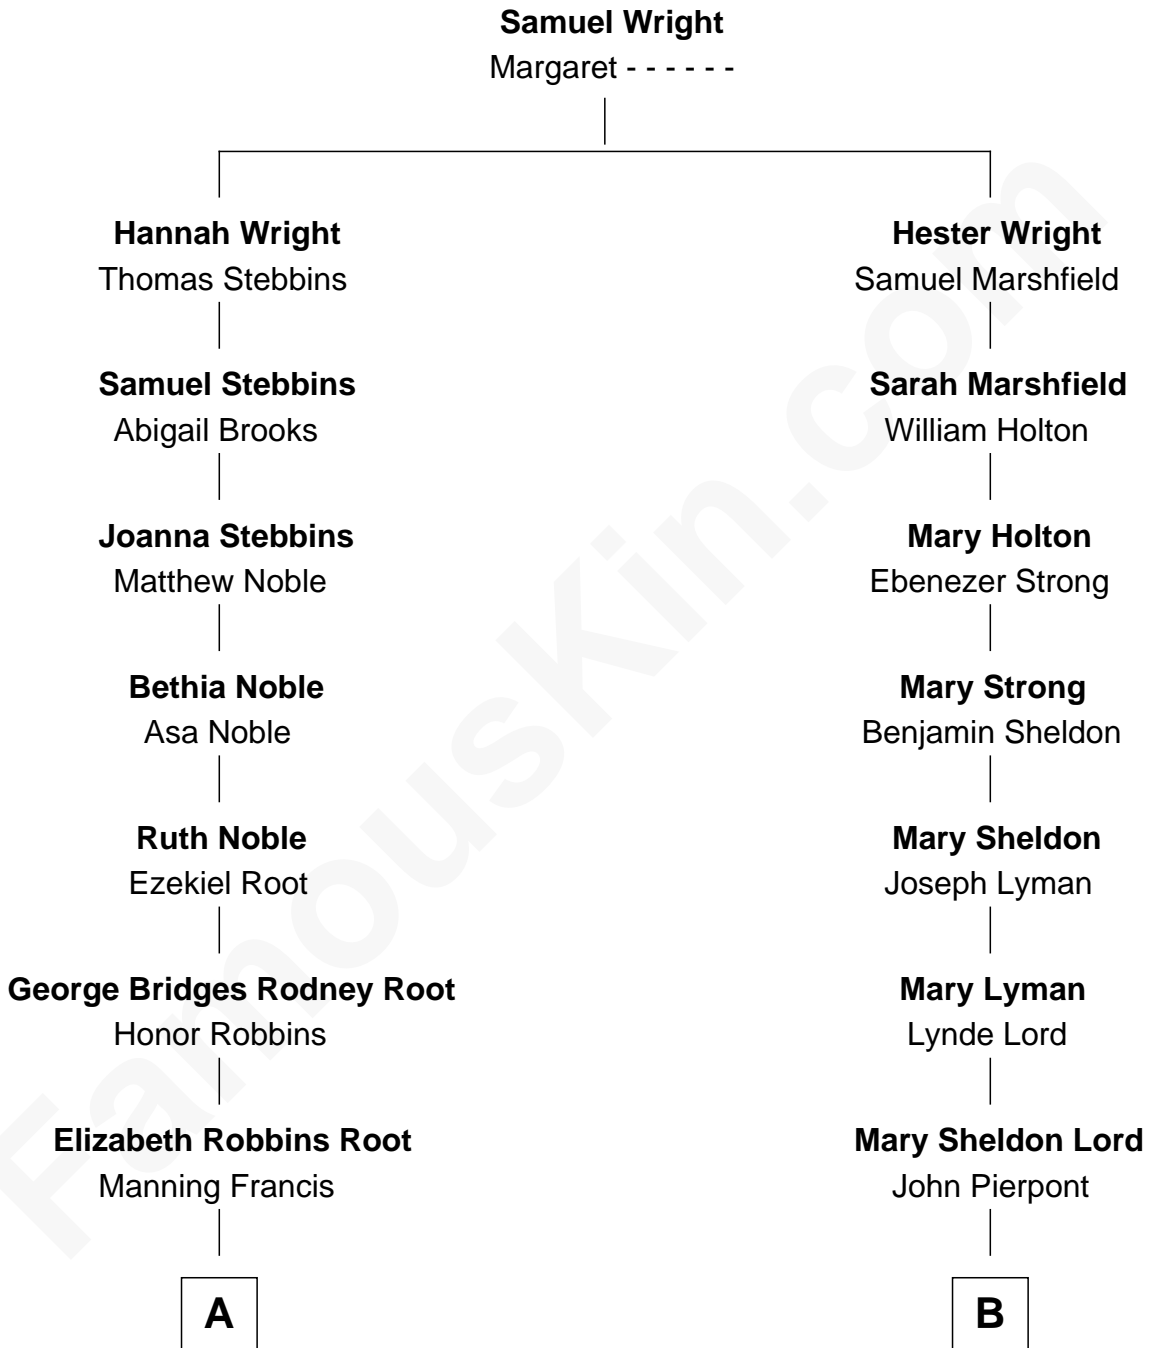 Samuel Wright
Margaret - - - - - -
Hannah Wright
Thomas Stebbins
Samuel Stebbins
Abigail Brooks
Joanna Stebbins
Matthew Noble
Bethia Noble
Asa Noble
Ruth Noble
Ezekiel Root
George Bridges Rodney Root
Honor Robbins
Elizabeth Robbins Root
Manning Francis
A
Hester Wright
Samuel Marshfield
Sarah Marshfield
William Holton
Mary Holton
Ebenezer Strong
Mary Strong
Benjamin Sheldon
Mary Sheldon
Joseph Lyman
Mary Lyman
Lynde Lord
Mary Sheldon Lord
John Pierpont
B
FamousKin.com